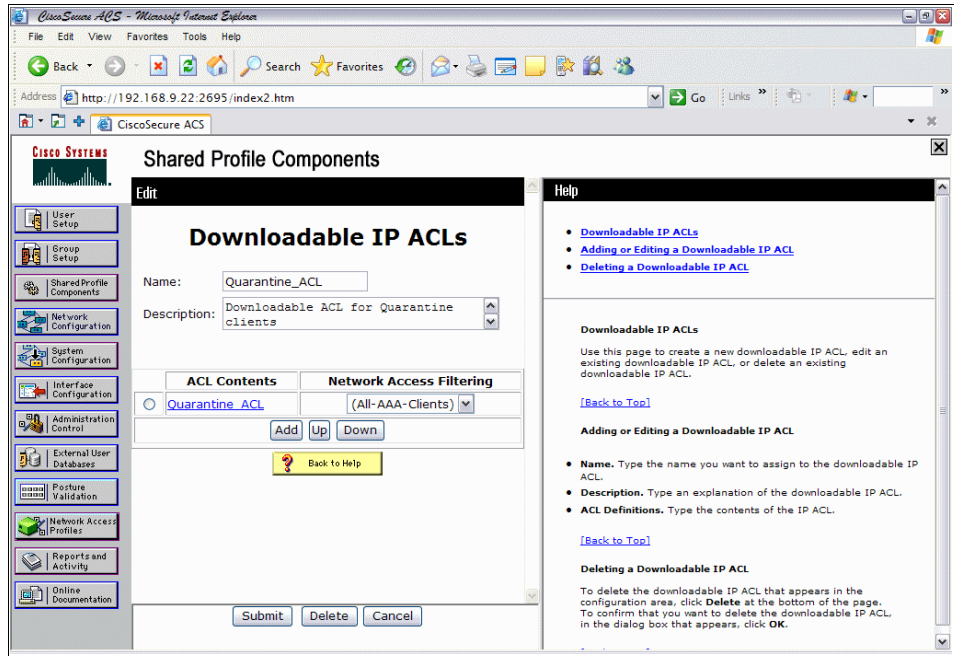 CiscoSecure ACS - Microsoft Internet Explorer
File Edit View Favorites Tools Help
Back Search Favorites
Address http://192.168.9.22:2695/index2.htm Go Links »
»
CiscoSecure ACS
CISCO SYSTEMS
Shared Profile Components
User
Setup
Group
Setup
Shared Profile
Components
Network
Configuration
System
Configuration
Interface
Configuration
Administration
Control
External User
Databases
Posture
Validation
Network Access
Profiles
Reports and
Activity
Online
Documentation
Edit
Downloadable IP ACLs
Name: Quarantine_ACL
Description: Downloadable ACL for Quarantine
clients
ACL Contents Network Access Filtering
Quarantine_ACL (All-AAA-Clients)
Add Up Down
? Back to Help
Submit Delete Cancel
Help
• Downloadable IP ACLs
• Adding or Editing a Downloadable IP ACL
• Deleting a Downloadable IP ACL
Downloadable IP ACLs
Use this page to create a new downloadable IP ACL, edit an
existing downloadable IP ACL, or delete an existing
downloadable IP ACL.
[Back to Top]
Adding or Editing a Downloadable IP ACL
• Name. Type the name you want to assign to the downloadable IP
ACL.
• Description. Type an explanation of the downloadable IP ACL.
• ACL Definitions. Type the contents of the IP ACL.
[Back to Top]
Deleting a Downloadable IP ACL
To delete the downloadable IP ACL that appears in the
configuration area, click Delete at the bottom of the page.
To confirm that you want to delete the downloadable IP ACL,
in the dialog box that appears, click OK.